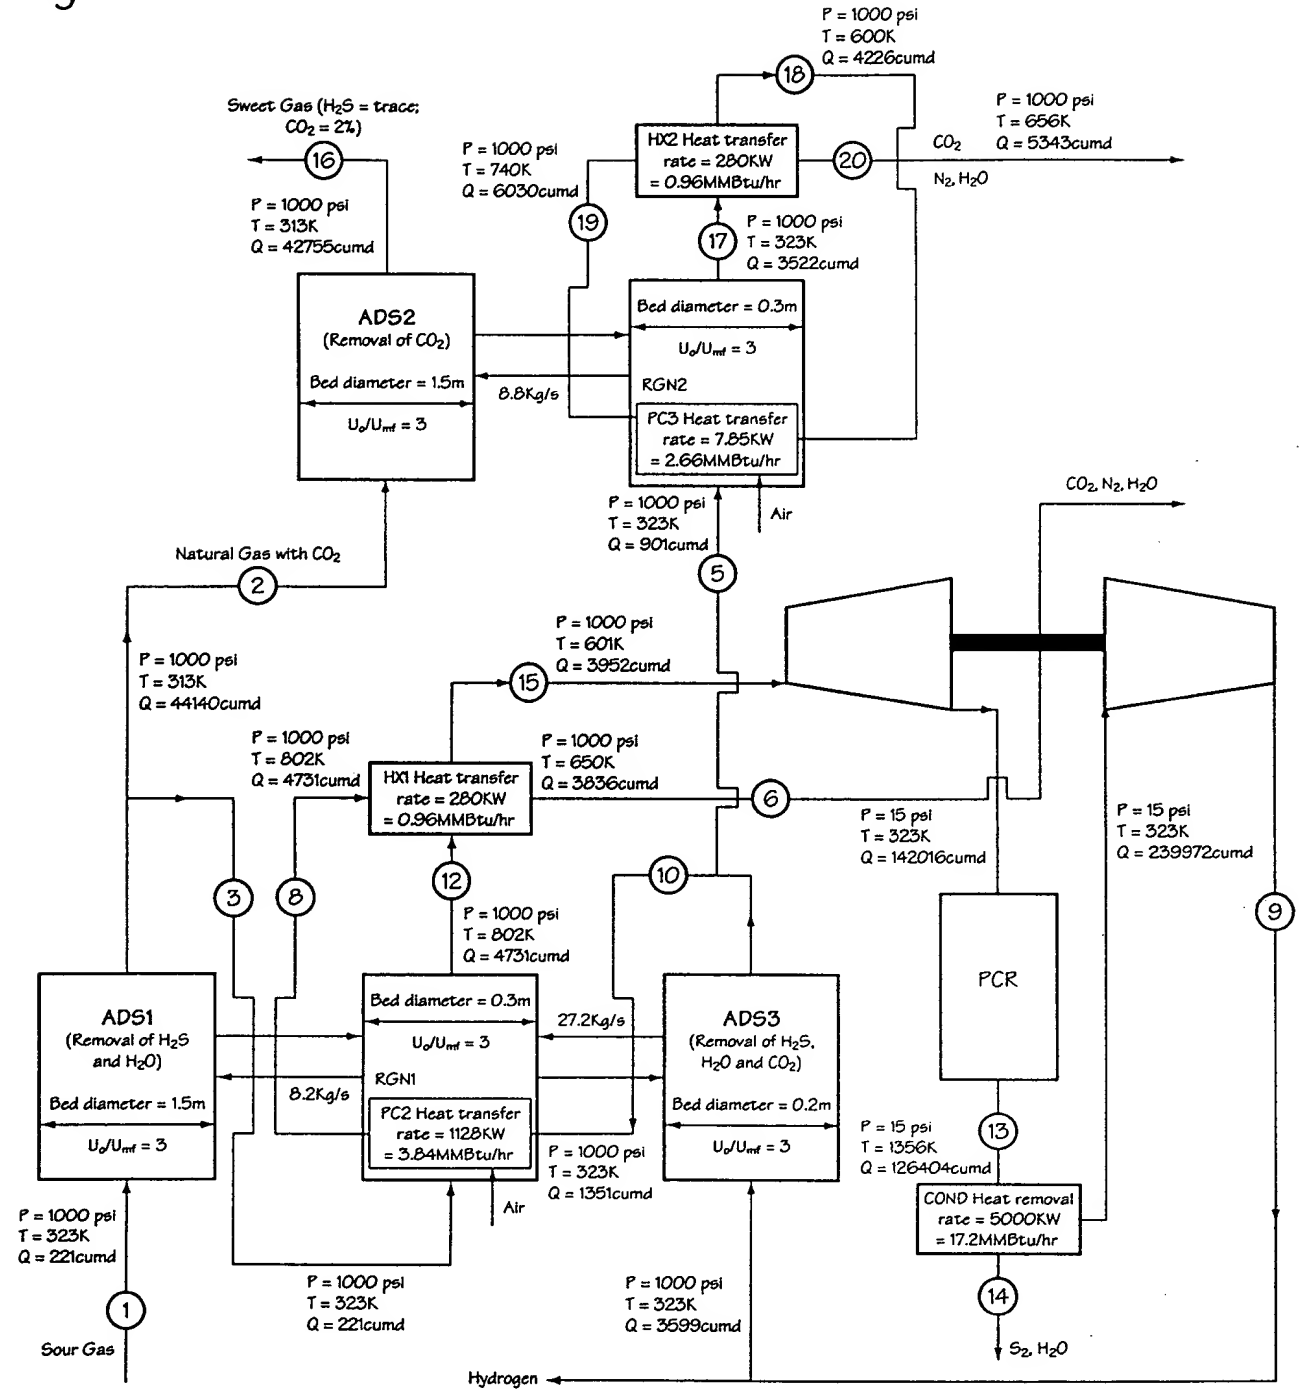 P = 1000 psi
T = 600K
Q = 4226cumd
18
Sweet Gas (H₂S = trace;
CO₂ = 2%)
16
P = 1000 psi
T = 313K
Q = 42755cumd
P = 1000 psi
T = 740K
Q = 6030cumd
19
HX2 Heat transfer
rate = 280KW
= 0.96MMBtu/hr
20
CO₂
N₂, H₂O
P = 1000 psi
T = 656K
Q = 5343cumd
17
P = 1000 psi
T = 323K
Q = 3522cumd
ADS2
(Removal of CO₂)
Bed diameter = 1.5m
U₀/Uₘf = 3
8.8Kg/s
Bed diameter = 0.3m
U₀/Uₘf = 3
RGN2
PC3 Heat transfer
rate = 7.85KW
= 2.66MMBtu/hr
Air
P = 1000 psi
T = 323K
Q = 901cumd
5
CO₂, N₂, H₂O
Natural Gas with CO₂
2
P = 1000 psi
T = 313K
Q = 44140cumd
P = 1000 psi
T = 601K
Q = 3952cumd
15
P = 1000 psi
T = 802K
Q = 4731cumd
HX1 Heat transfer
rate = 280KW
= 0.96MMBtu/hr
P = 1000 psi
T = 650K
Q = 3836cumd
6
P = 15 psi
T = 323K
Q = 142016cumd
P = 15 psi
T = 323K
Q = 239972cumd
3
8
12
10
9
P = 1000 psi
T = 802K
Q = 4731cumd
PCR
ADS1
(Removal of H₂S
and H₂O)
Bed diameter = 1.5m
U₀/Uₘf = 3
8.2Kg/s
Bed diameter = 0.3m
U₀/Uₘf = 3
RGN1
PC2 Heat transfer
rate = 1128KW
= 3.84MMBtu/hr
Air
27.2Kg/s
ADS3
(Removal of H₂S,
H₂O and CO₂)
Bed diameter = 0.2m
U₀/Uₘf = 3
P = 1000 psi
T = 323K
Q = 1351cumd
13
P = 15 psi
T = 1356K
Q = 126404cumd
COND Heat removal
rate = 5000KW
= 17.2MMBtu/hr
14
S₂, H₂O
P = 1000 psi
T = 323K
Q = 221cumd
1
Sour Gas
P = 1000 psi
T = 323K
Q = 221cumd
P = 1000 psi
T = 323K
Q = 3599cumd
Hydrogen